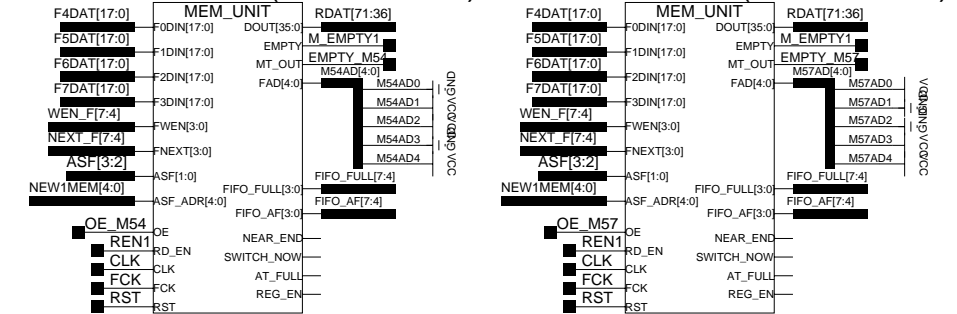 F4DAT[17:0] MEM_UNIT RDAT[71:36]
F0DIN[17:0] DOUT[35:0]
F5DAT[17:0] M_EMPTY1
F1DIN[17:0] EMPTY
F6DAT[17:0] MT_OUT EMPTY_M54
F2DIN[17:0] FAD[4:0] M54AD[4:0] M54AD0
F7DAT[17:0] M54AD1
F3DIN[17:0] M54AD2
WEN_F[7:4] FWEN[3:0]
NEXT_F[7:4] M54AD3
FNEXT[3:0] M54AD4
ASF[3:2] ASF[1:0] FIFO_FULL[7:4]
NEW1MEM[4:0] FIFO_FULL[3:0]
ASF_ADR[4:0] FIFO_AF[7:4]
FIFO_AF[3:0]
OE_M54 OE NEAR_END
REN1 RD_EN SWITCH_NOW
CLK CLK AT_FULL
FCK FCK REG_EN
RST RST
F4DAT[17:0] MEM_UNIT RDAT[71:36]
F0DIN[17:0] DOUT[35:0]
F5DAT[17:0] M_EMPTY1
F1DIN[17:0] EMPTY
F6DAT[17:0] MT_OUT EMPTY_M57
F2DIN[17:0] FAD[4:0] M57AD[4:0] M57AD0
F7DAT[17:0] M57AD1
F3DIN[17:0] M57AD2
WEN_F[7:4] FWEN[3:0]
NEXT_F[7:4] M57AD3
FNEXT[3:0] M57AD4
ASF[3:2] ASF[1:0] FIFO_FULL[7:4]
NEW1MEM[4:0] FIFO_FULL[3:0]
ASF_ADR[4:0] FIFO_AF[7:4]
FIFO_AF[3:0]
OE_M57 OE NEAR_END
REN1 RD_EN SWITCH_NOW
CLK CLK AT_FULL
FCK FCK REG_EN
RST RST